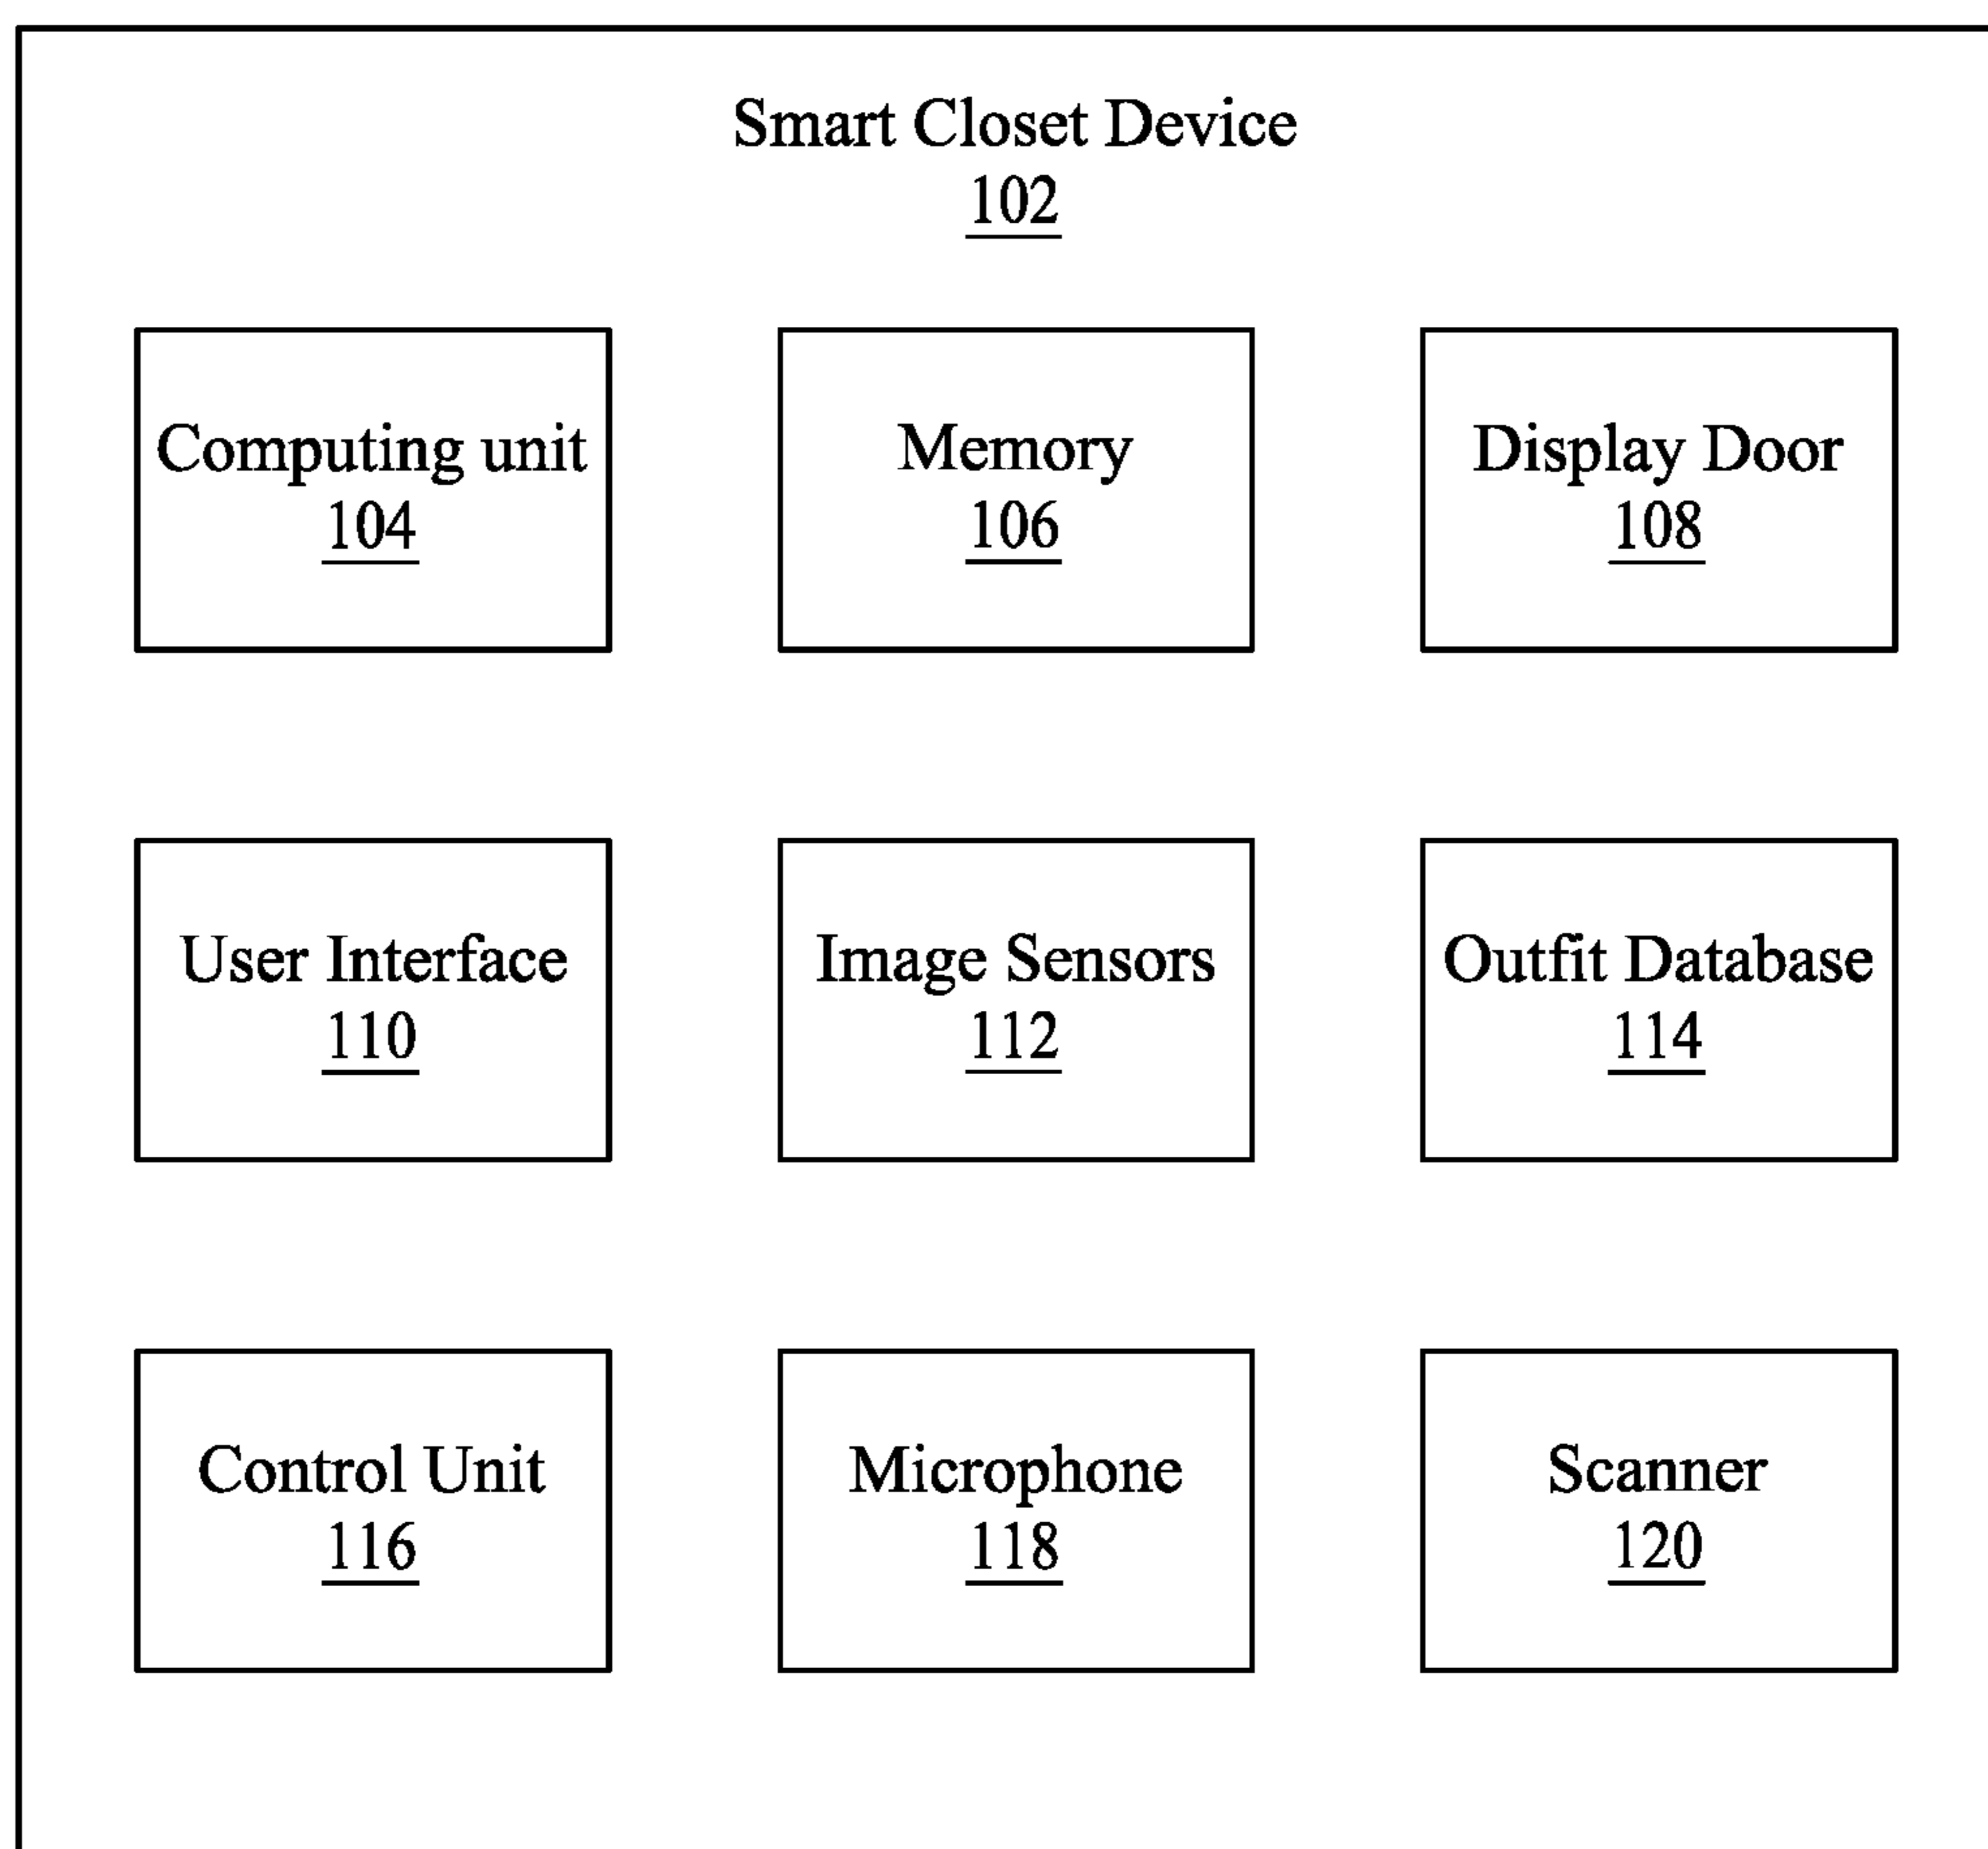 Smart Closet Device
102
Computing unit
104
Memory
106
Display Door
108
User Interface
110
Image Sensors
112
Outfit Database
114
Control Unit
116
Microphone
118
Scanner
120